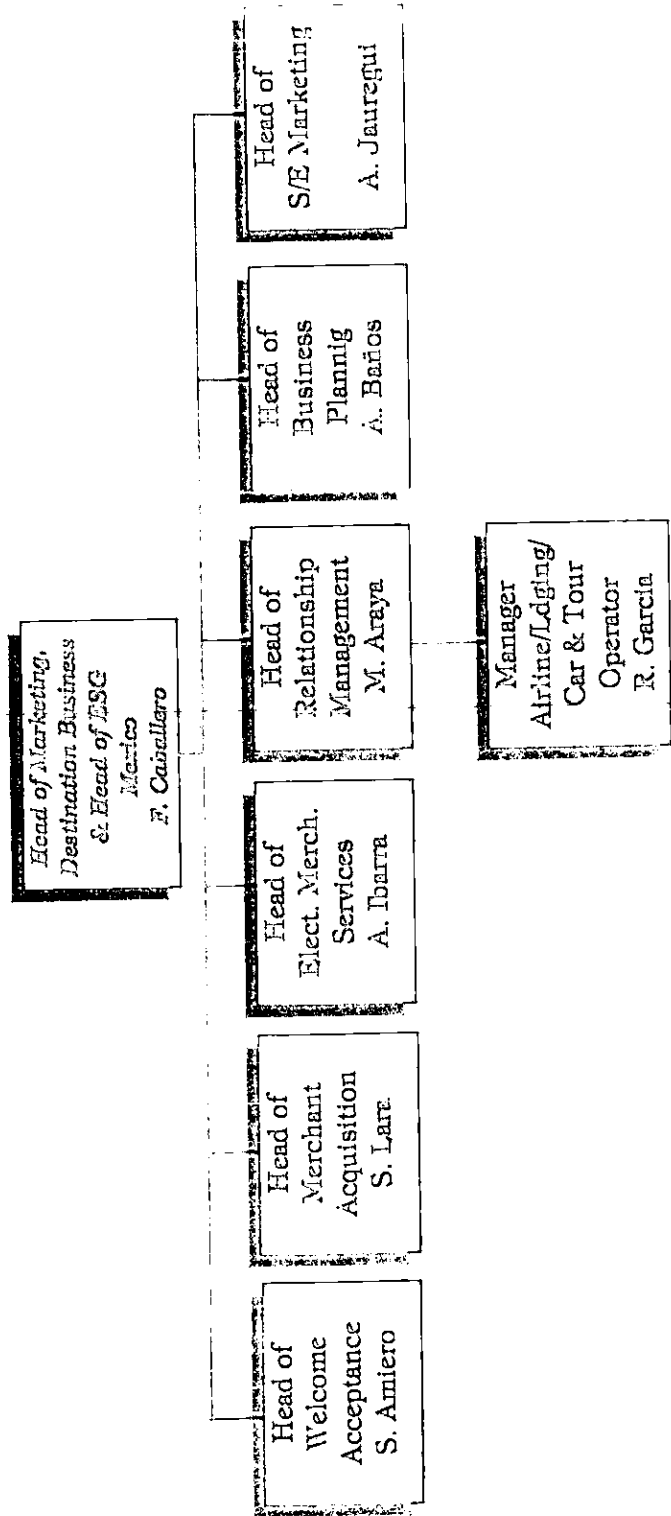 Head of Marketing,
Destination Business
& Head of ESG
Mexico
F. Caballero
Head of
Welcome
Acceptance
S. Amiero
Head of
Merchant
Acquisition
S. Lara
Head of
Elect. Merch.
Services
A. Ibarra
Head of
Relationship
Management
M. Araya
Head of
Business
Plannig
A. Baños
Head of
S/E Marketing
A. Jauregui
Manager
Airline/Ldging/
Car & Tour
Operator
R. Garcia